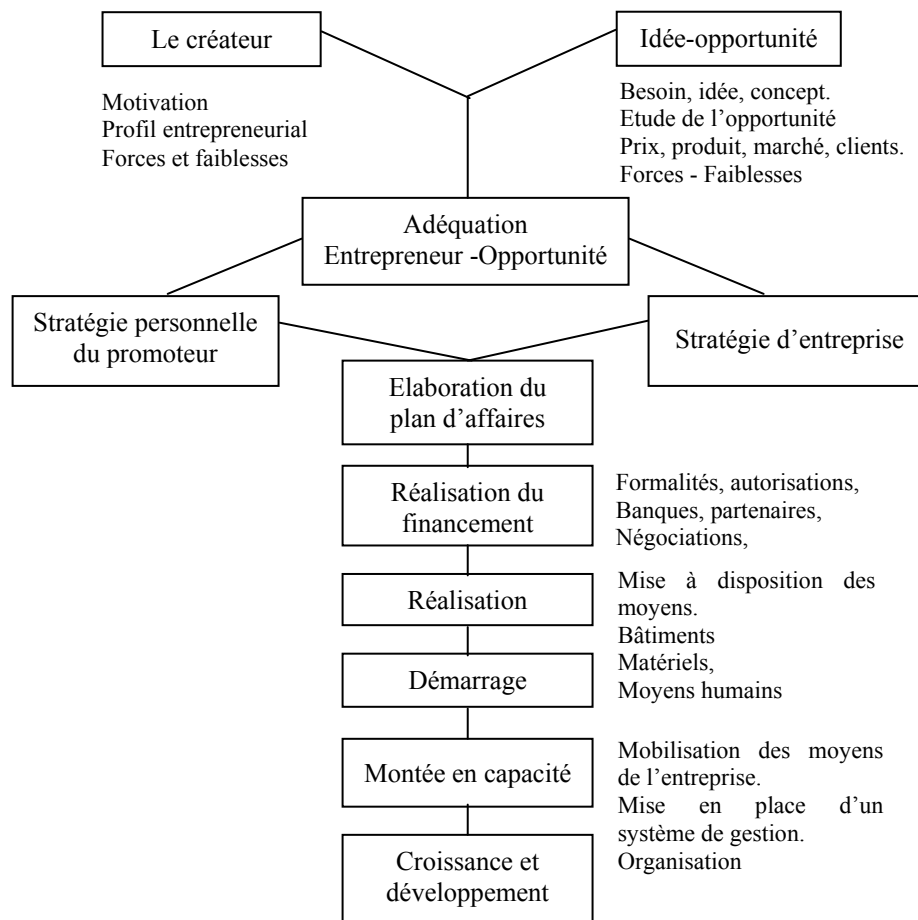 Le créateur
Idée-opportunité
Motivation
Profil entrepreneurial
Forces et faiblesses
Besoin, idée, concept.
Etude de l’opportunité
Prix, produit, marché, clients.
Forces - Faiblesses
Adéquation
Entrepreneur -Opportunité
Stratégie personnelle
du promoteur
Stratégie d’entreprise
Elaboration du
plan d’affaires
Réalisation du
financement
Formalités, autorisations,
Banques, partenaires,
Négociations,
Réalisation
Mise à disposition des
moyens.
Bâtiments
Matériels,
Moyens humains
Démarrage
Montée en capacité
Mobilisation des moyens
de l’entreprise.
Mise en place d’un
système de gestion.
Organisation
Croissance et
développement